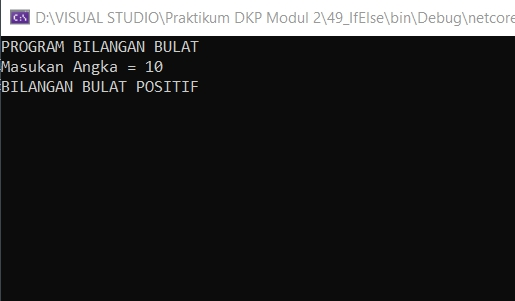 D:\VISUAL STUDIO\Praktikum DKP Modul 2\49_IfElse\bin\Debug\netcore
PROGRAM BILANGAN BULAT
Masukan Angka = 10
BILANGAN BULAT POSITIF